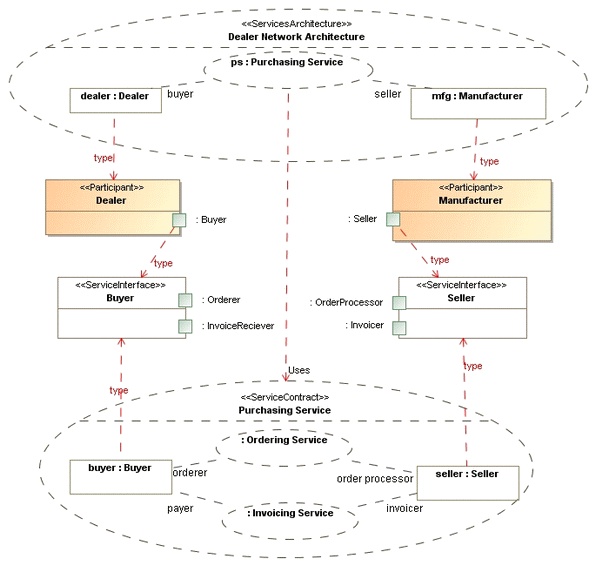 <<ServicesArchitecture>>
Dealer Network Architecture
ps : Purchasing Service
dealer : Dealer
buyer
seller
mfg : Manufacturer
type
type
<<Participant>>
Dealer
: Buyer
<<Participant>>
Manufacturer
: Seller
type
type
<<ServiceInterface>>
Buyer
: Orderer
: InvoiceReciever
<<ServiceInterface>>
Seller
: OrderProcessor
: Invoicer
type
type
Uses
<<ServiceContract>>
Purchasing Service
: Ordering Service
buyer : Buyer
orderer
order processor
seller : Seller
payer
: Invoicing Service
invoicer